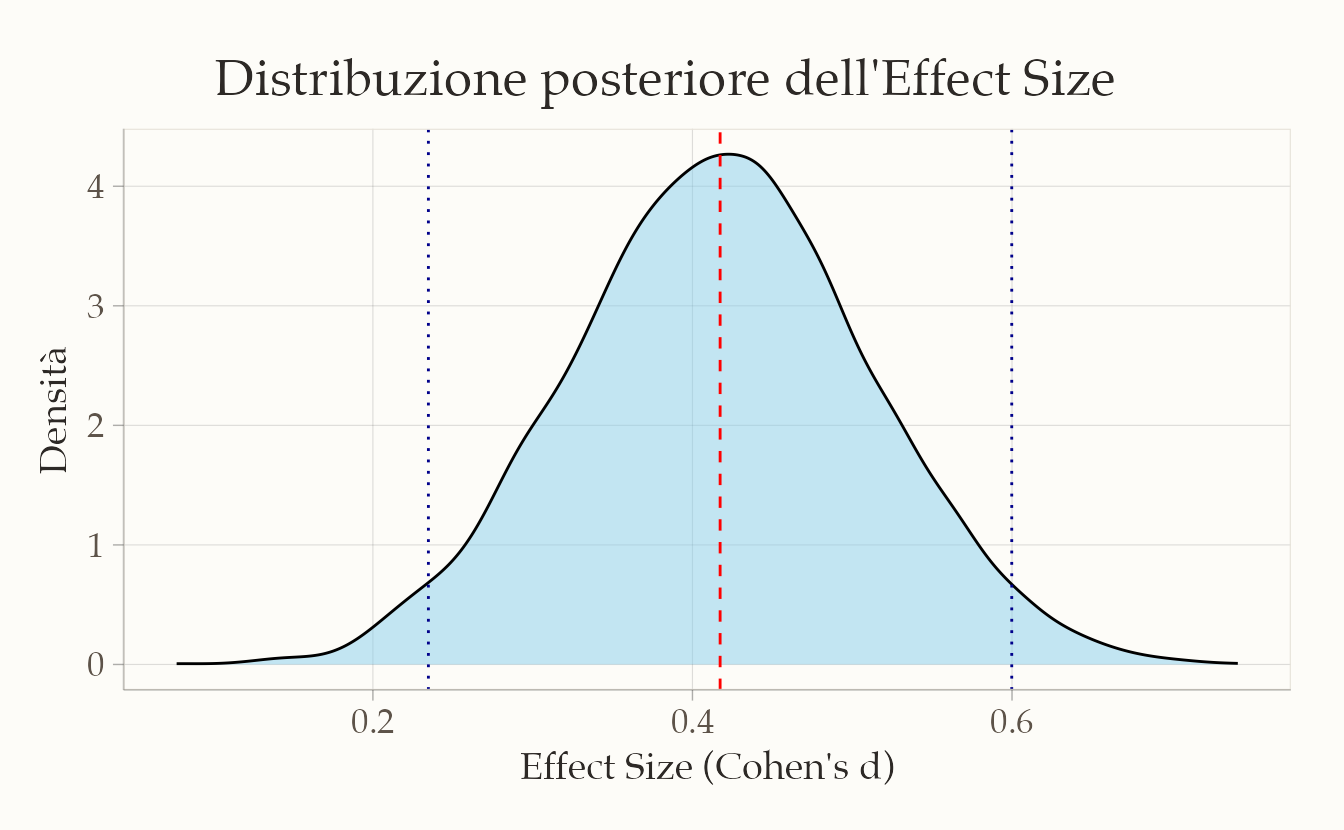 Distribuzione posteriore dell'Effect Size
Densità
4
3
2
1
0
0.2 0.4 0.6
Effect Size (Cohen's d)